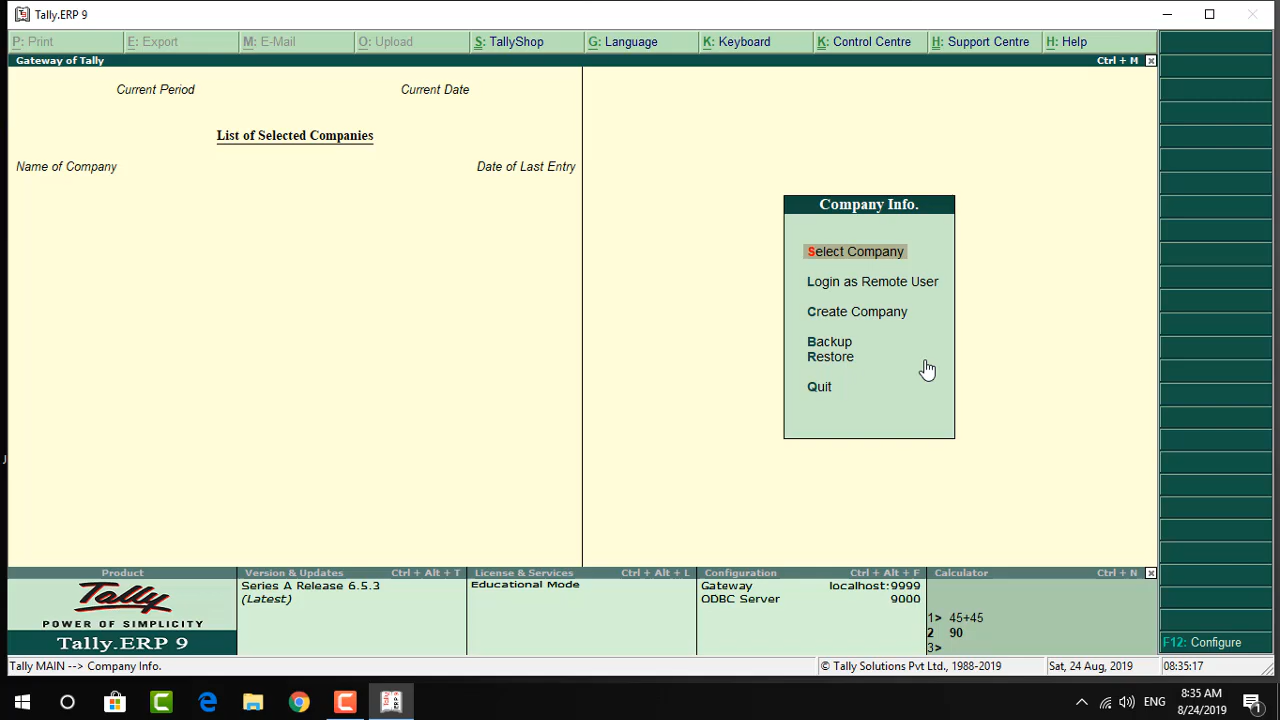 Tally.ERP 9
P: Print E: Export M: E-Mail O: Upload S: TallyShop G: Language K: Keyboard K: Control Centre H: Support Centre H: Help
Gateway of Tally Ctrl + M
Current Period Current Date
List of Selected Companies
Name of Company Date of Last Entry
Company Info.
Select Company
Login as Remote User
Create Company
Backup
Restore
Quit
Product
Tally
POWER OF SIMPLICITY
Tally.ERP 9
Version & Updates Ctrl + Alt + T
Series A Release 6.5.3
(Latest)
License & Services Ctrl + Alt + L
Educational Mode
Configuration Ctrl + Alt + F
Gateway localhost:9999
ODBC Server 9000
Calculator Ctrl + N
1> 45+45
2 90
3>
F12: Configure
Tally MAIN --> Company Info. © Tally Solutions Pvt Ltd., 1988-2019 Sat, 24 Aug, 2019 08:35:17
ENG
8:35 AM
8/24/2019
1